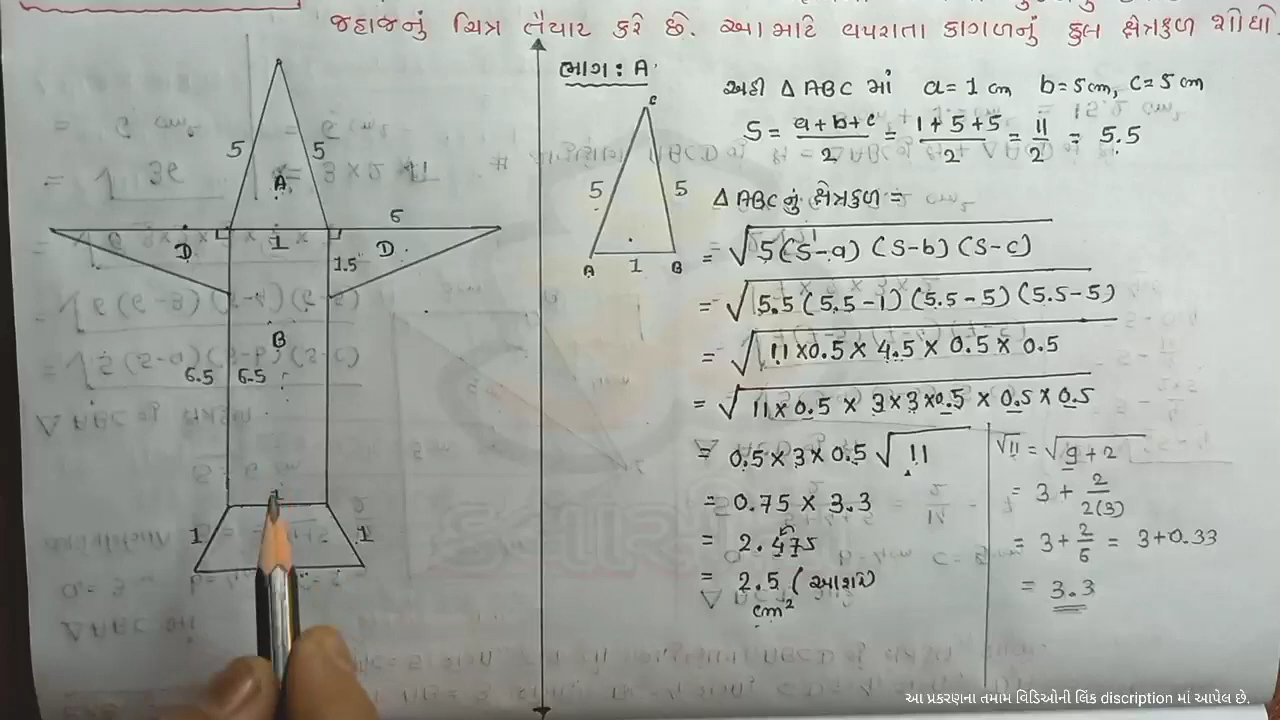 જહાજનું ચિત્ર તૈયાર કરે છે. આ માટે વપરાતા કાગળનું કુલ ક્ષેત્રફળ શોધો.
5 5
A
6
D 1 D
1.5
B
6.5 6.5
1
1 1
ભાગ : A
C
5 5
A 1 B
અહીં △ ABC માં a = 1 cm b = 5 cm, c = 5 cm
S = a+b+c/2 = 1+5+5/2 = 11/2 = 5.5
△ ABC નું ક્ષેત્રફળ =
= √5(s-a)(s-b)(s-c)
= √5.5(5.5-1)(5.5-5)(5.5-5)
= √11×0.5 × 4.5 × 0.5 × 0.5
= √11×0.5 × 3×3×0.5 × 0.5×0.5
= 0.5×3×0.5 √11
= 0.75 × 3.3
= 2.475
= 2.5 (આશરે)
cm²
√11 = √9+2
= 3 + 2/2(3)
= 3 + 2/6 = 3+0.33
= 3.3
આ પ્રકરણના તમામ વિડિઓની લિંક discription માં આપેલ છે.